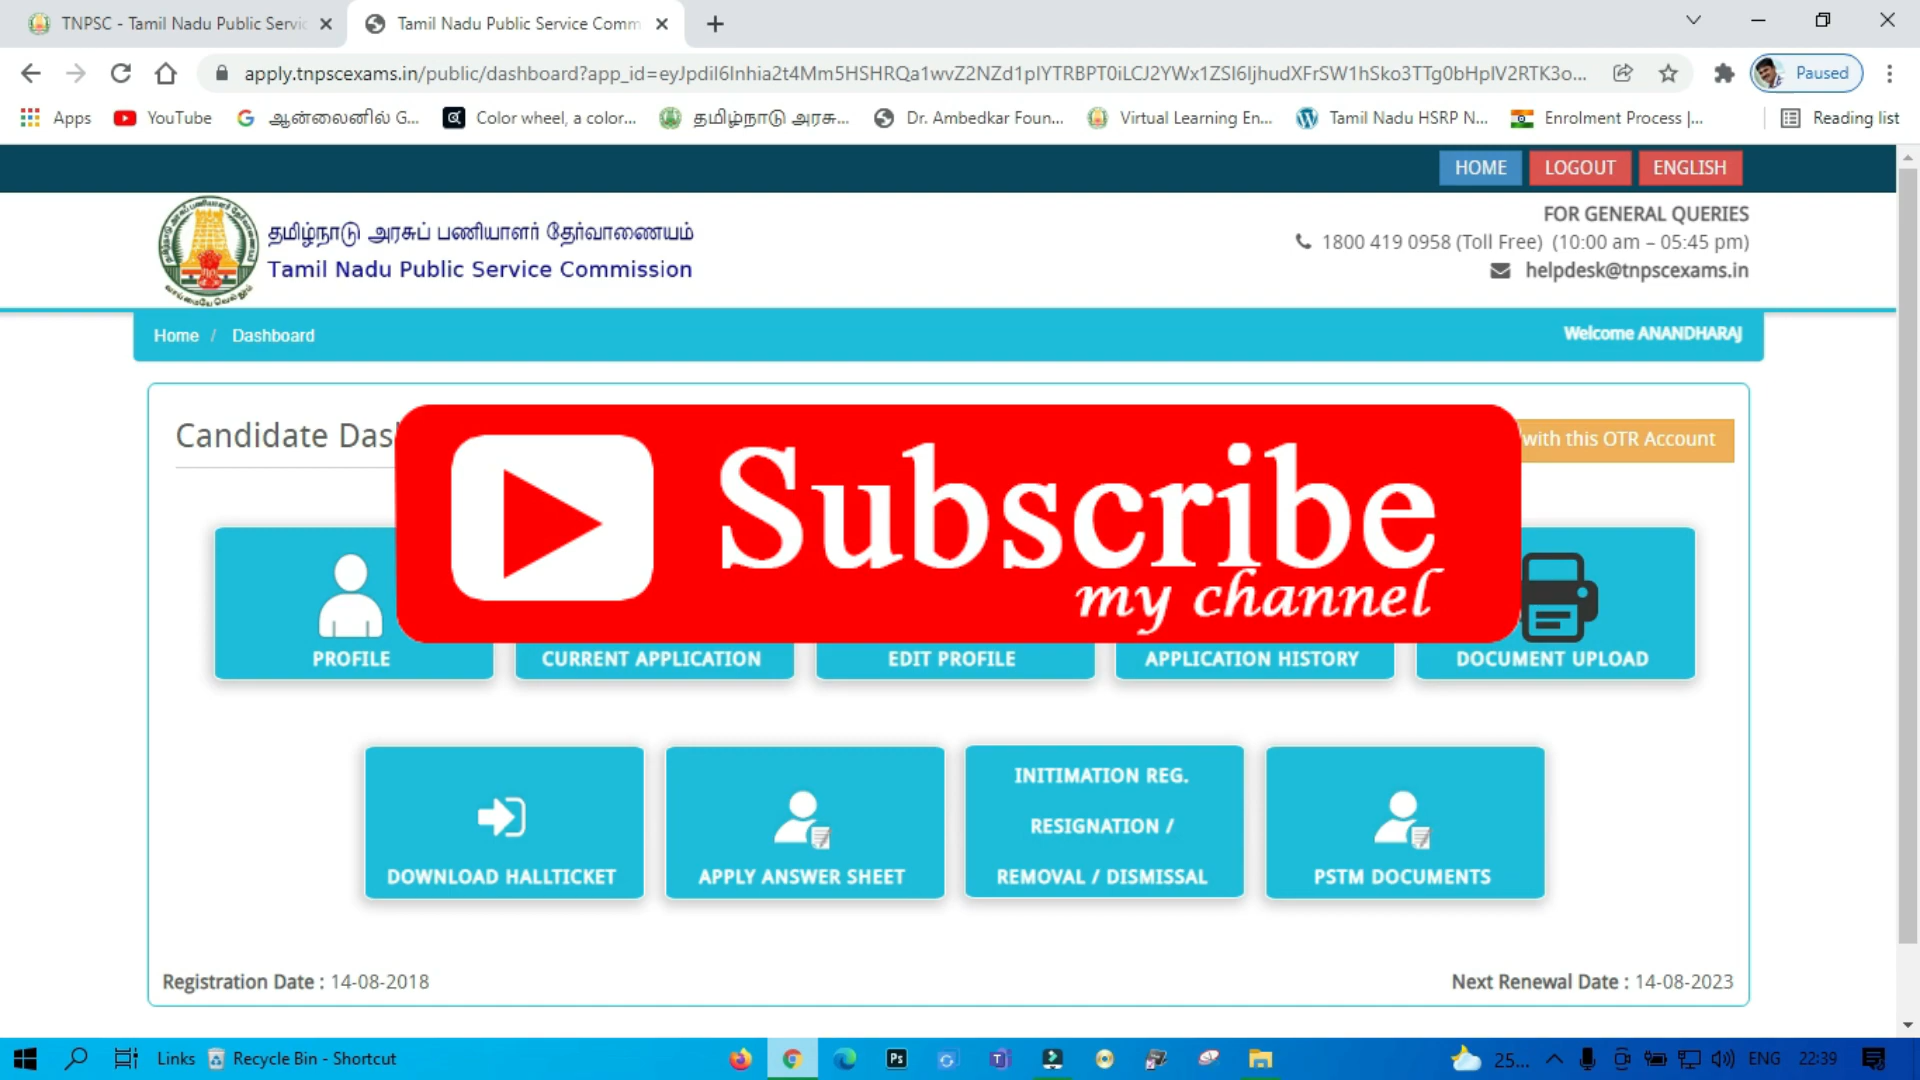 TNPSC - Tamil Nadu Public Servic
Tamil Nadu Public Service Comm
apply.tnpscexams.in/public/dashboard?app_id=eyJpdiI6Inhia2t4Mm5HSHRQa1wvZ2NZd1pIYTRBPT0iLCJ2YWx1ZSI6IjhudXFrSW1hSko3TTg0bHpIV2RTK3o...
Paused
Apps
YouTube
ஆன்லைனில் G...
Color wheel, a color...
தமிழ்நாடு அரசு...
Dr. Ambedkar Foun...
Virtual Learning En...
Tamil Nadu HSRP N...
Enrolment Process |...
Reading list
HOME
LOGOUT
ENGLISH
தமிழ்நாடு அரசுப் பணியாளர் தேர்வாணையம்
Tamil Nadu Public Service Commission
FOR GENERAL QUERIES
1800 419 0958 (Toll Free) (10:00 am – 05:45 pm)
helpdesk@tnpscexams.in
Home / Dashboard
Welcome ANANDHARAJ
Candidate Das
with this OTR Account
Subscribe
my channel
PROFILE
CURRENT APPLICATION
EDIT PROFILE
APPLICATION HISTORY
DOCUMENT UPLOAD
DOWNLOAD HALLTICKET
APPLY ANSWER SHEET
INITIMATION REG.
RESIGNATION /
REMOVAL / DISMISSAL
PSTM DOCUMENTS
Registration Date : 14-08-2018
Next Renewal Date : 14-08-2023
Links
Recycle Bin - Shortcut
Ps
25...
ENG
22:39